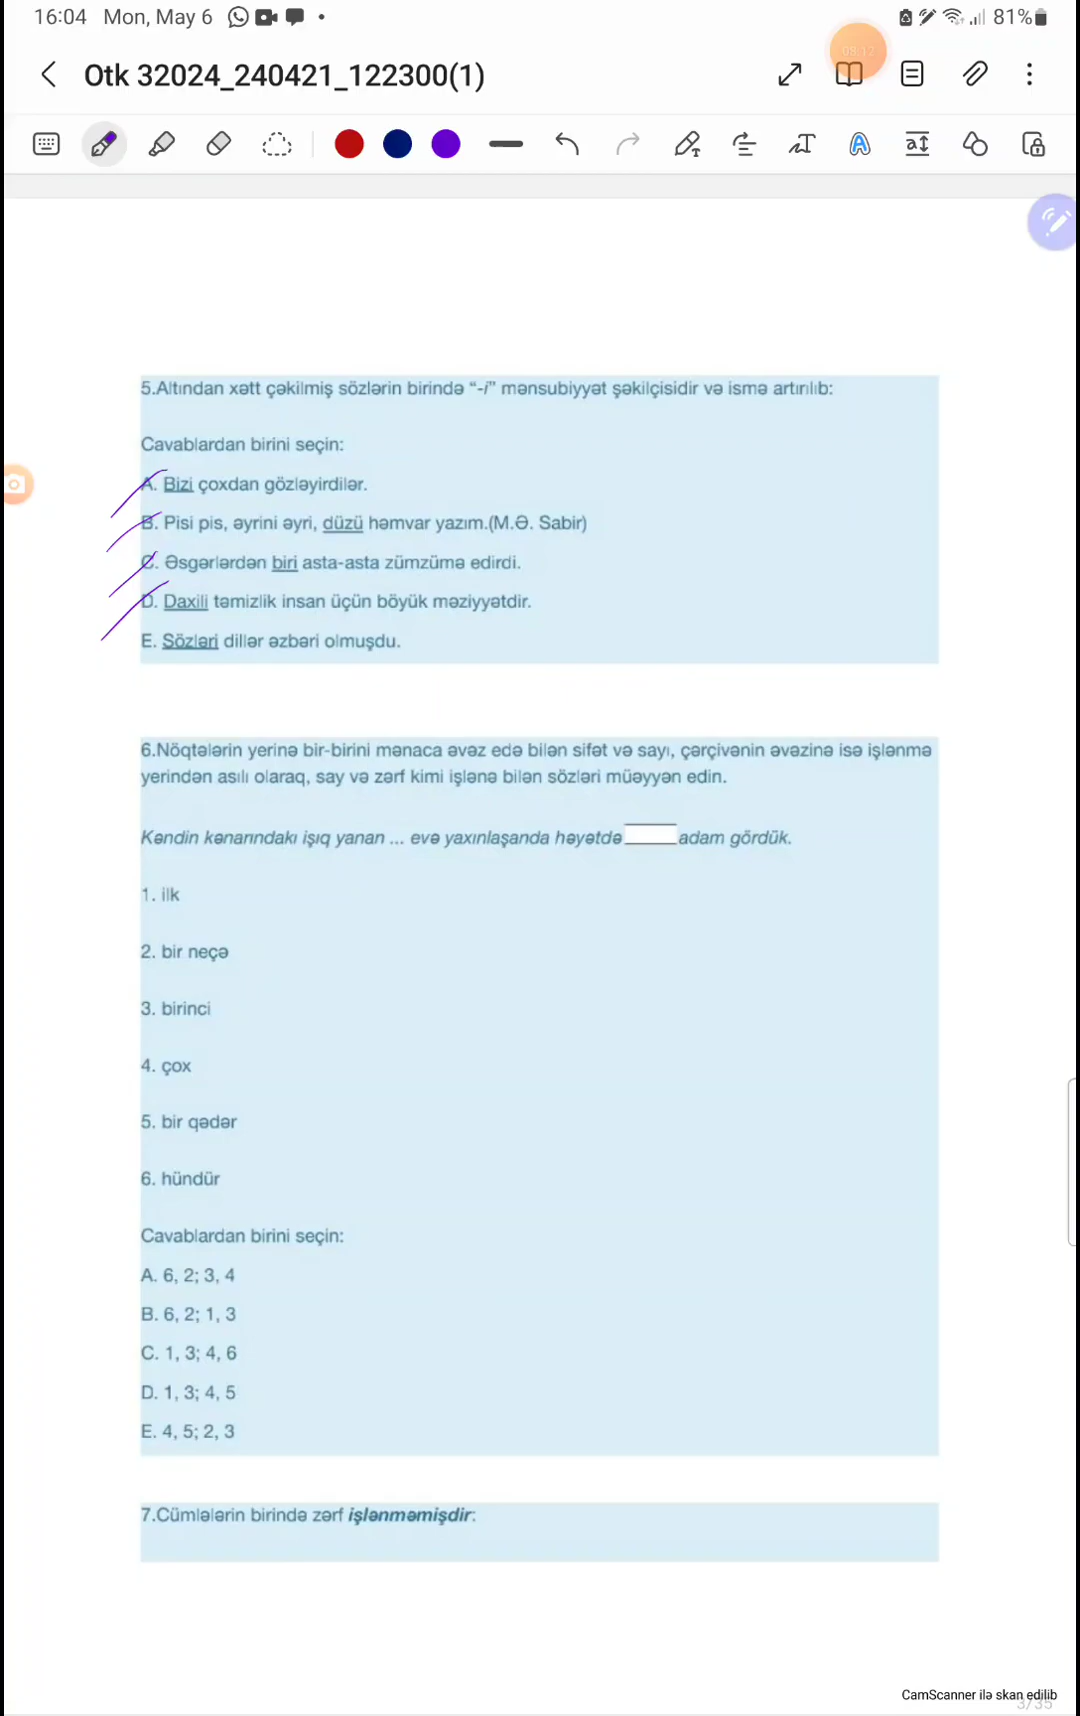 16:04 Mon, May 6
81%
08:17
Otk 32024_240421_122300(1)
5.Altından xətt çəkilmiş sözlərin birində “-i” mənsubiyyət şəkilçisidir və ismə artırılıb:
Cavablardan birini seçin:
A. Bizi çoxdan gözləyirdilər.
B. Pisi pis, əyrini əyri, düzü həmvar yazım.(M.Ə. Sabir)
C. Əsgərlərdən biri asta-asta zümzümə edirdi.
D. Daxili təmizlik insan üçün böyük məziyyətdir.
E. Sözləri dillər əzbəri olmuşdu.
6.Nöqtələrin yerinə bir-birini mənaca əvəz edə bilən sifət və sayı, çərçivənin əvəzinə isə işlənmə
yerindən asılı olaraq, say və zərf kimi işlənə bilən sözləri müəyyən edin.
Kəndin kənarındakı işıq yanan ... evə yaxınlaşanda həyətdə adam gördük.
1. ilk
2. bir neçə
3. birinci
4. çox
5. bir qədər
6. hündür
Cavablardan birini seçin:
A. 6, 2; 3, 4
B. 6, 2; 1, 3
C. 1, 3; 4, 6
D. 1, 3; 4, 5
E. 4, 5; 2, 3
7.Cümlələrin birində zərf işlənməmişdir:
CamScanner ilə skan edilib
3/35